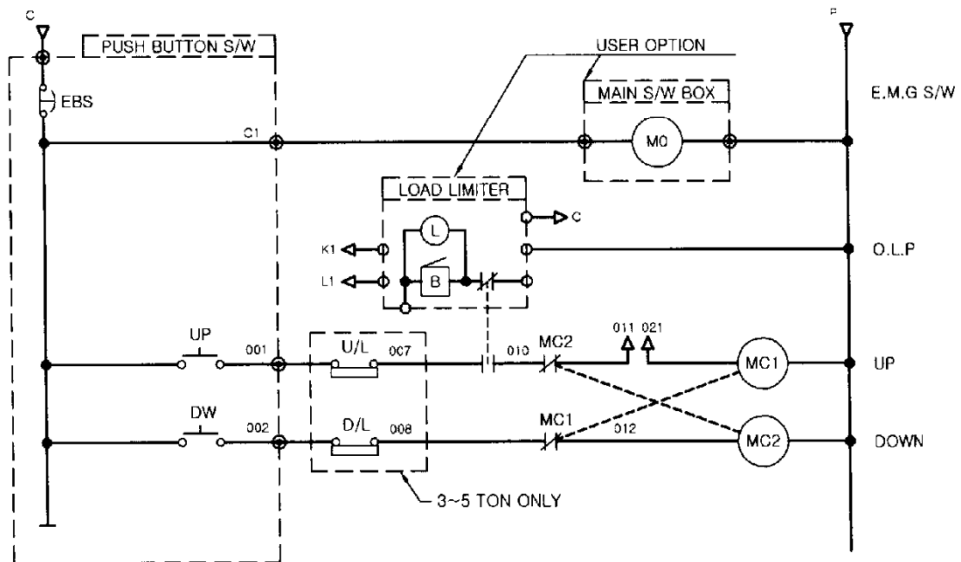 C
P
PUSH BUTTON S/W
USER OPTION
EBS
MAIN S/W BOX
E.M.G S/W
C1
MO
LOAD LIMITER
C
L
K1
O.L.P
L1
B
UP
001
U/L
007
010
MC2
011
021
MC1
UP
DW
002
D/L
008
MC1
012
MC2
DOWN
3~5 TON ONLY